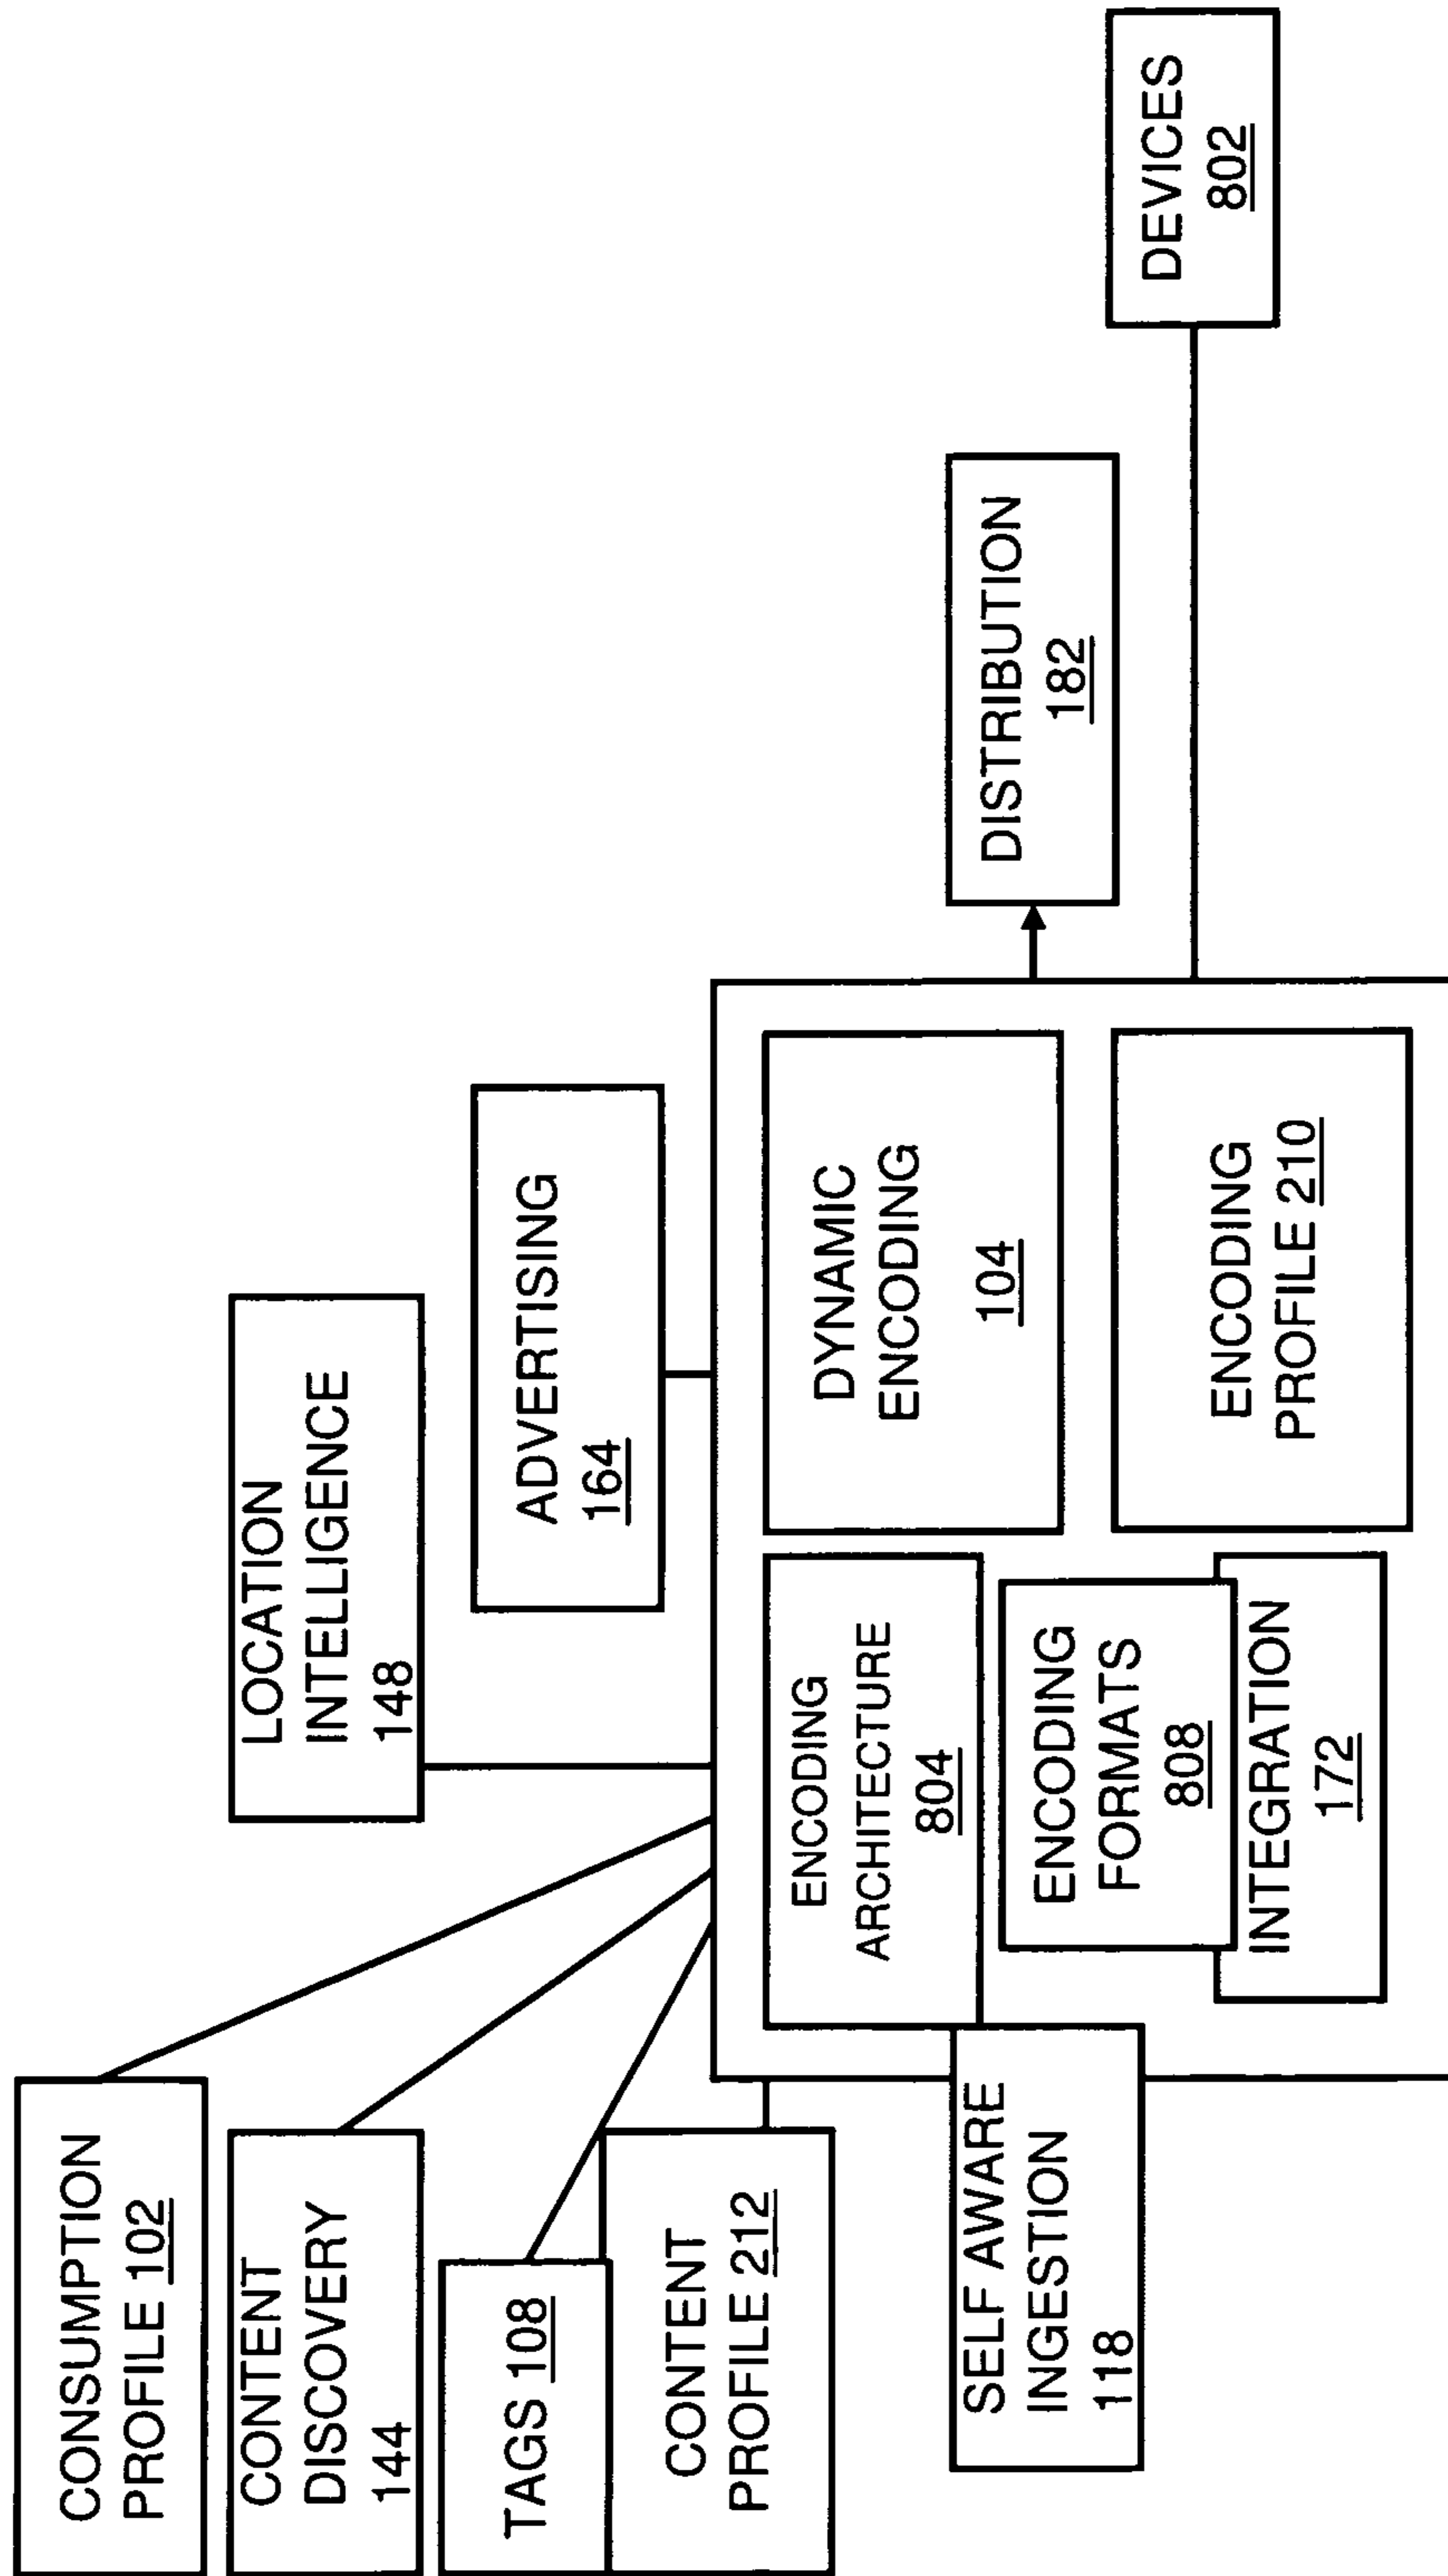 CONSUMPTION
PROFILE 102
CONTENT
DISCOVERY
144
TAGS 108
CONTENT
PROFILE 212
SELF AWARE
INGESTION
118
LOCATION
INTELLIGENCE
148
ADVERTISING
164
ENCODING
ARCHITECTURE
804
ENCODING
FORMATS
808
INTEGRATION
172
DYNAMIC
ENCODING
104
ENCODING
PROFILE 210
DISTRIBUTION
182
DEVICES
802